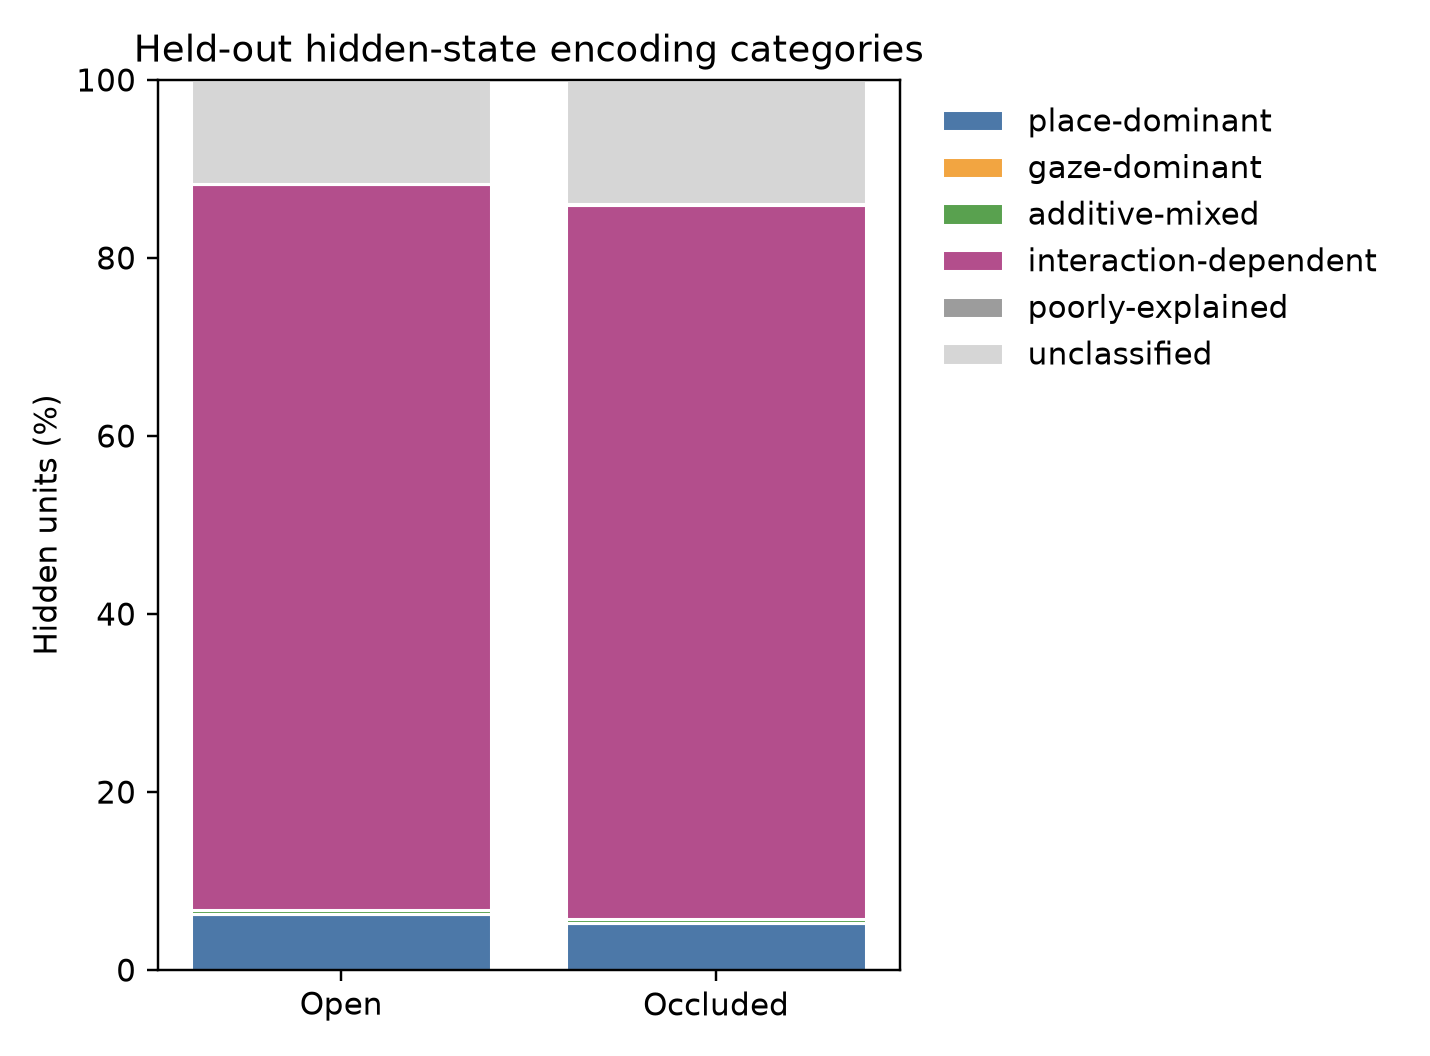 Held-out hidden-state encoding categories
100
80
60
40
20
0
Hidden units (%)
Open
Occluded
place-dominant
gaze-dominant
additive-mixed
interaction-dependent
poorly-explained
unclassified